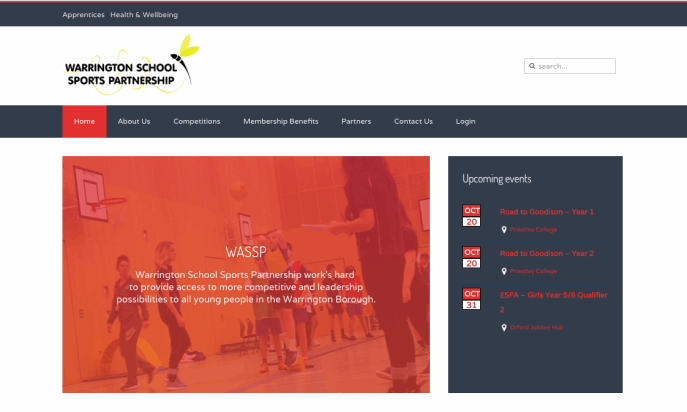 Apprentices Health & Wellbeing
WARRINGTON SCHOOL
SPORTS PARTNERSHIP
search...
Home About Us Competitions Membership Benefits Partners Contact Us Login
WASSP
Warrington School Sports Partnership work's hard
to provide access to more competitive and leadership
possibilities to all young people in the Warrington Borough.
Upcoming events
OCT
20
Road to Goodison – Year 1
Priestley College
OCT
20
Road to Goodison – Year 2
Priestley College
OCT
31
ESFA – Girls Year 5/6 Qualifier
2
Orford Jubilee Hub